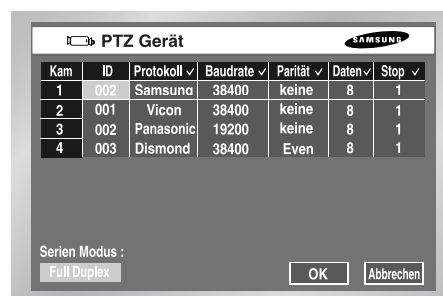 PTZ Gerät SAMSUNG
Kam ID Protokoll Baudrate Parität Daten Stop
1 002 Samsung 38400 keine 8 1
2 001 Vicon 38400 keine 8 1
3 002 Panasonic 19200 keine 8 1
4 003 Dismond 38400 Even 8 1
Serien Modus :
Full Duplex OK Abbrechen